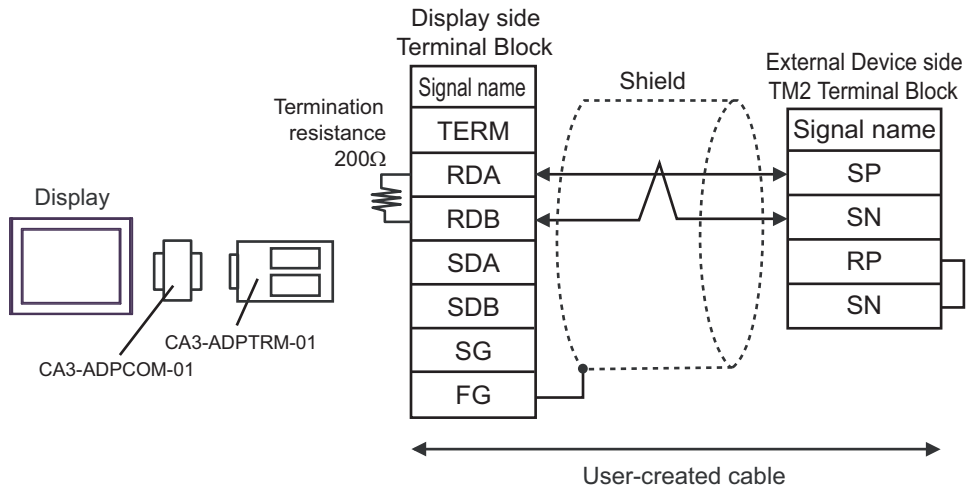 Display side
Terminal Block
Signal name
TERM
RDA
RDB
SDA
SDB
SG
FG
Termination
resistance
200Ω
Shield
External Device side
TM2 Terminal Block
Signal name
SP
SN
RP
SN
Display
CA3-ADPTRM-01
CA3-ADPCOM-01
User-created cable